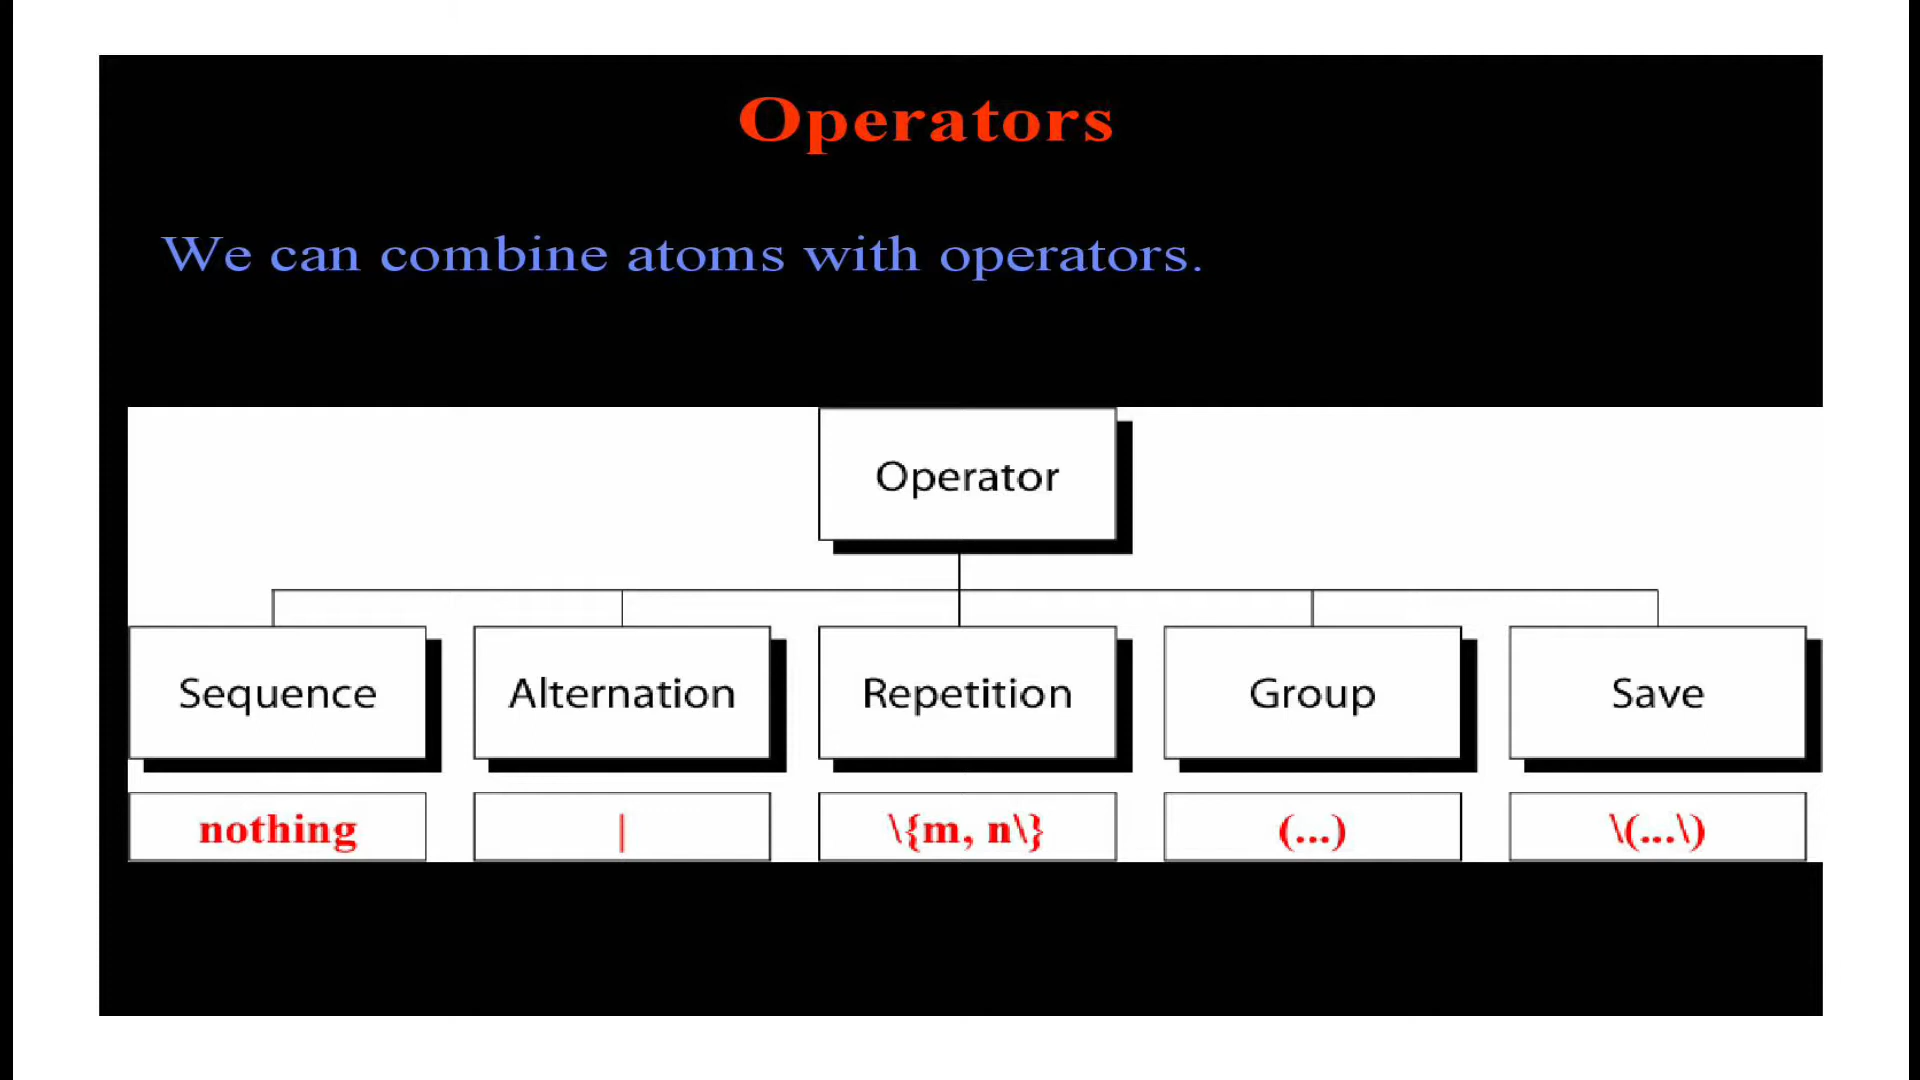 Operators
We can combine atoms with operators.
Operator
Sequence Alternation Repetition Group Save
nothing | \{m, n\} (...) \(...\)